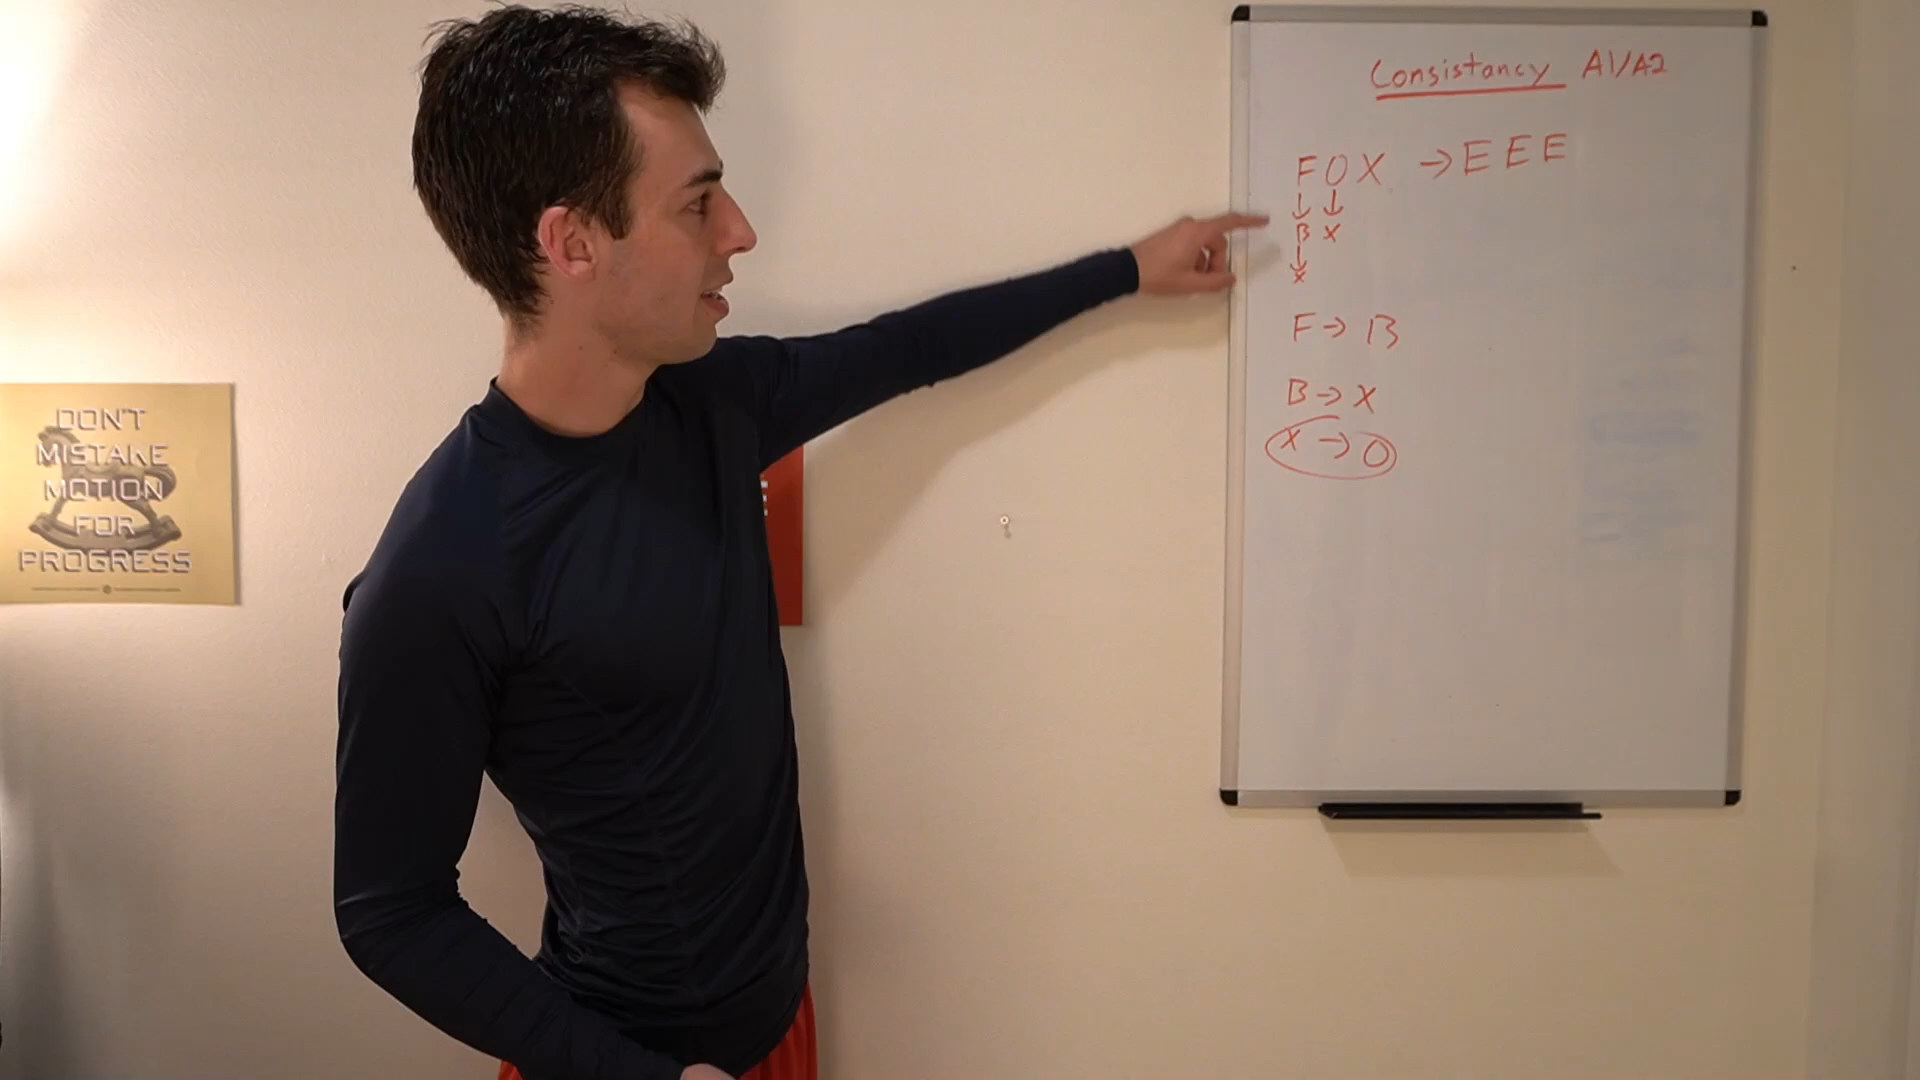 DON'T
MISTAKE
MOTION
FOR
PROGRESS
E
Consistancy A1/A2
FOX → EEE
↓ ↓
B X
↓
X
F → B
B → X
X → O